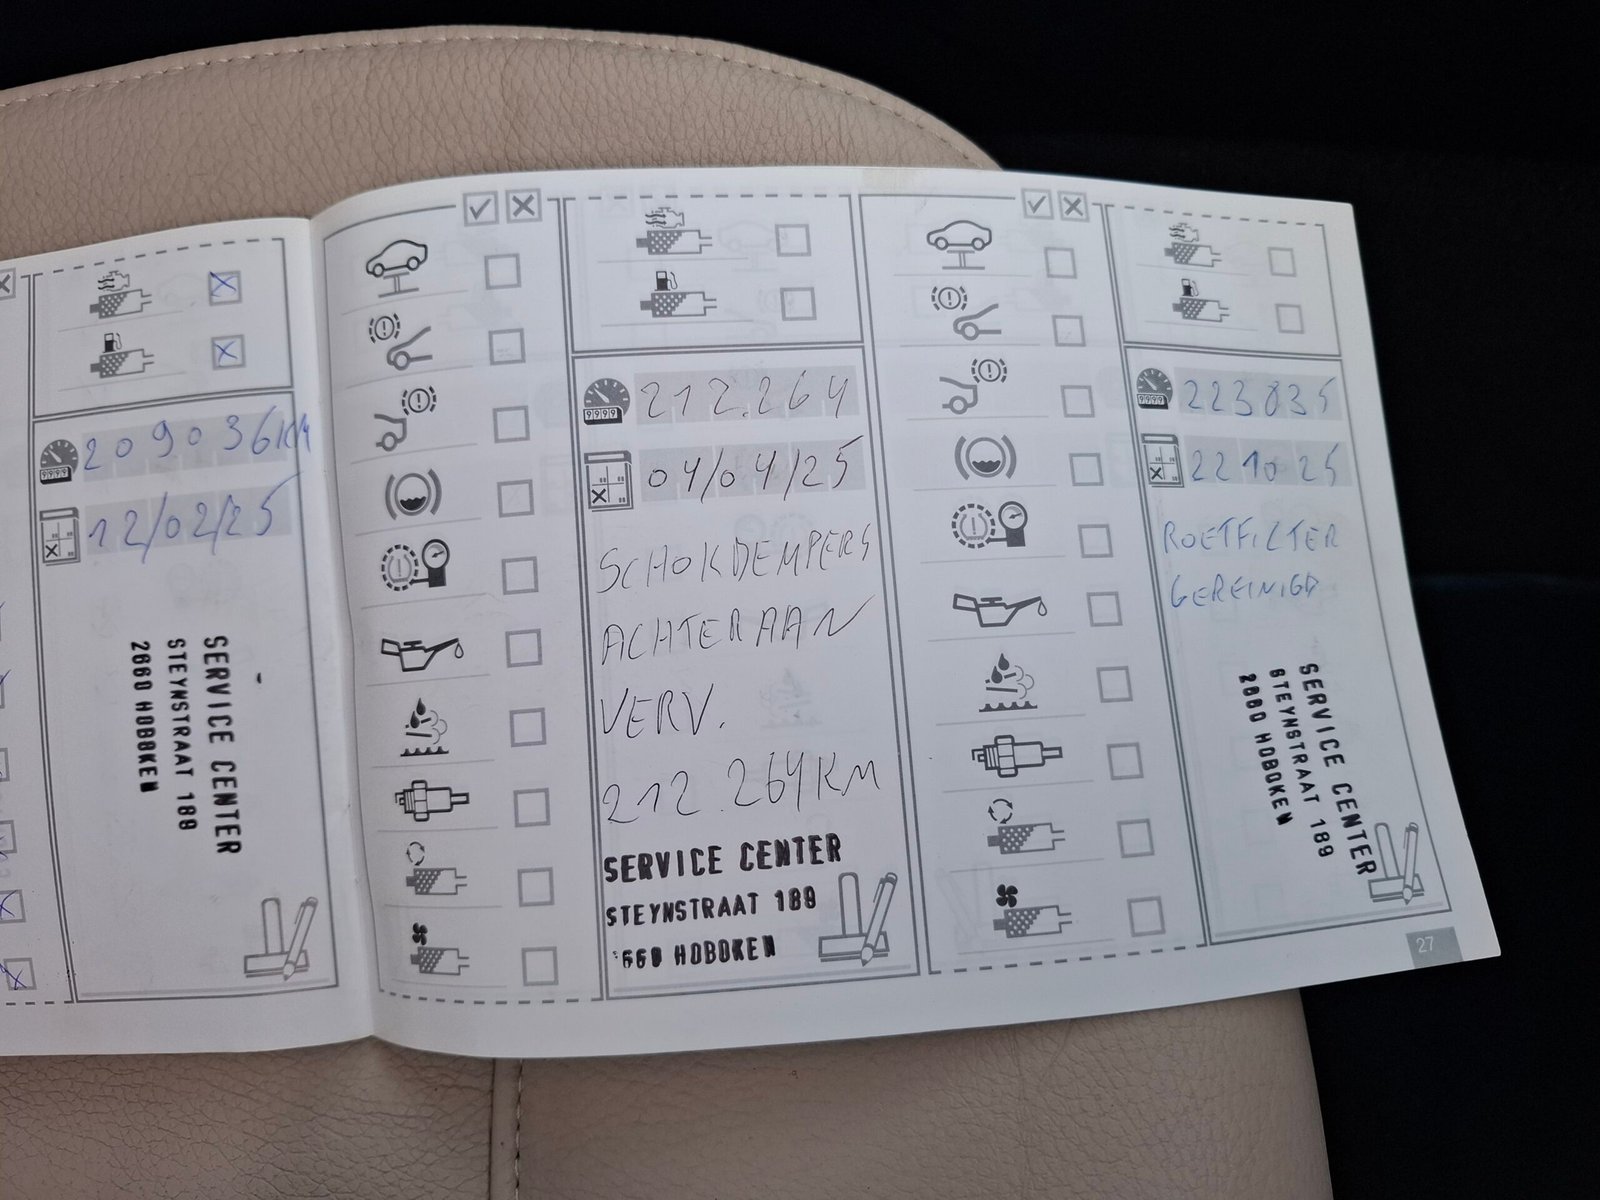 209036KM
12/02/25
SERVICE CENTER
STEYNSTRAAT 189
2660 HOBOKEN
212.264
04/04/25
SCHOKDEMPERS
ACHTERAAN
VERV.
212.264KM
SERVICE CENTER
STEYNSTRAAT 189
660 HOBOKEN
223835
22 10 25
ROETFILTER
GEREINIGD
SERVICE CENTER
STEYNSTRAAT 189
2660 HOBOKEN
27